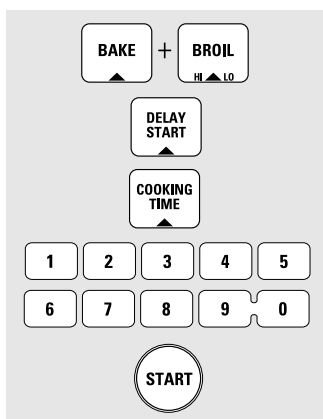 BAKE + BROIL
HI LO
DELAY
START
COOKING
TIME
1 2 3 4 5
6 7 8 9 0
START